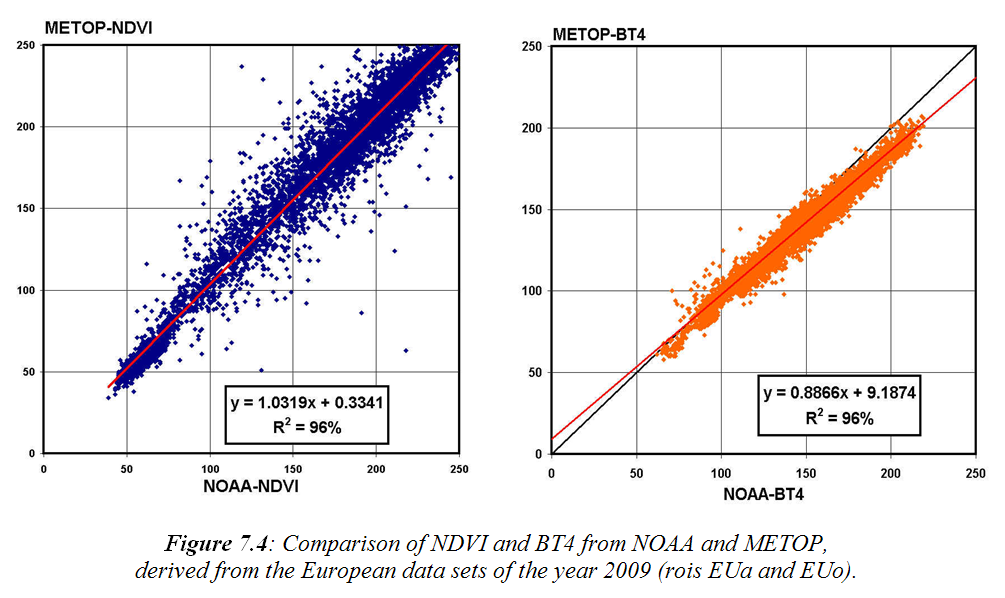 METOP-NDVI
250
200
150
100
50
0
0 50 100 150 200 250
NOAA-NDVI
y = 1.0319x + 0.3341
R² = 96%
METOP-BT4
250
200
150
100
50
0
0 50 100 150 200 250
NOAA-BT4
y = 0.8866x + 9.1874
R² = 96%
Figure 7.4: Comparison of NDVI and BT4 from NOAA and METOP,
derived from the European data sets of the year 2009 (rois EUa and EUo).